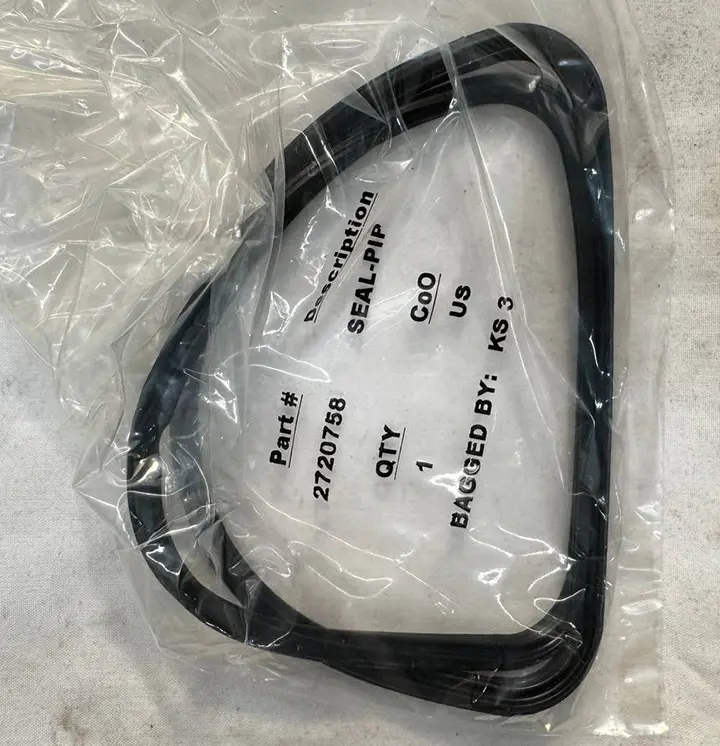 Part # Description
2720758 SEAL-PIP
QTY CoO
1 US
BAGGED BY: KS 3